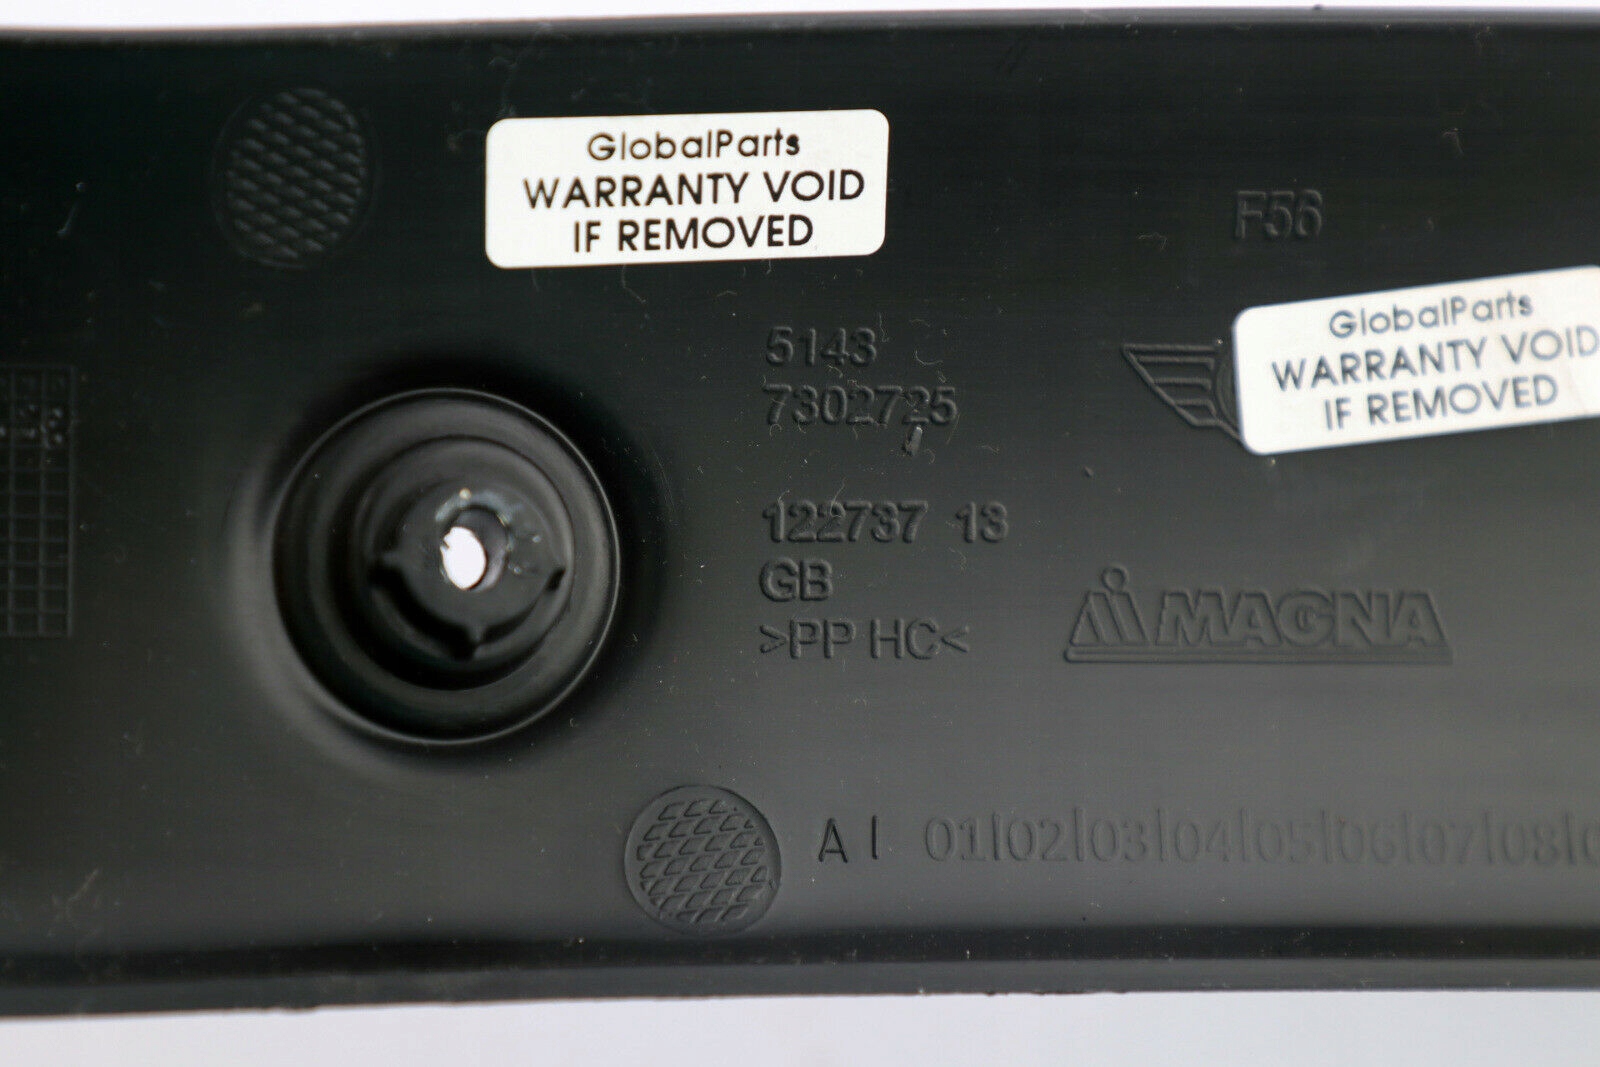 GlobalParts
WARRANTY VOID
IF REMOVED
F56
GlobalParts
WARRANTY VOID
IF REMOVED
5143
7302725
122737 13
GB
>PP HC<
MAGNA
A| 01|02|03|04|05|06|07|08|0